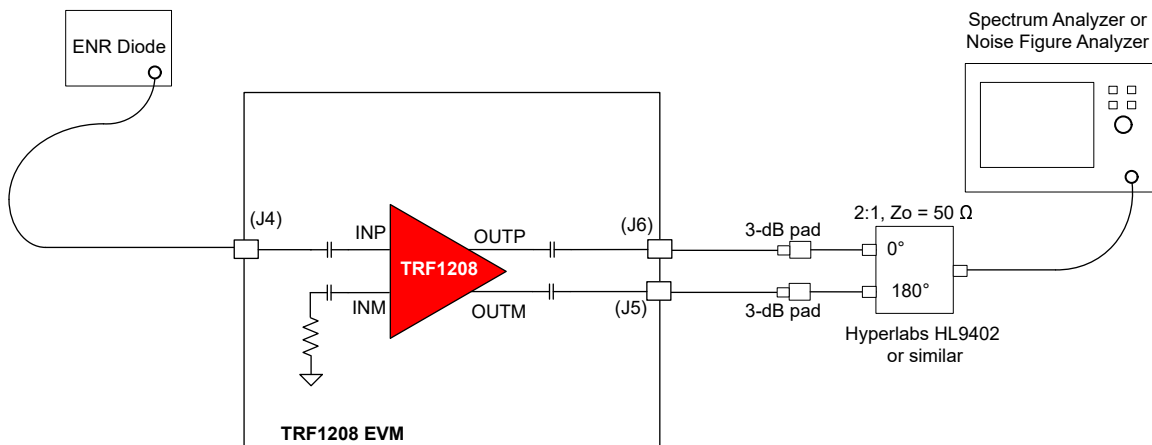 Spectrum Analyzer or
Noise Figure Analyzer
ENR Diode
(J4)
INP
INM
TRF1208
OUTP
OUTM
(J6)
(J5)
3-dB pad
3-dB pad
2:1, Zo = 50 Ω
0°
180°
Hyperlabs HL9402
or similar
TRF1208 EVM